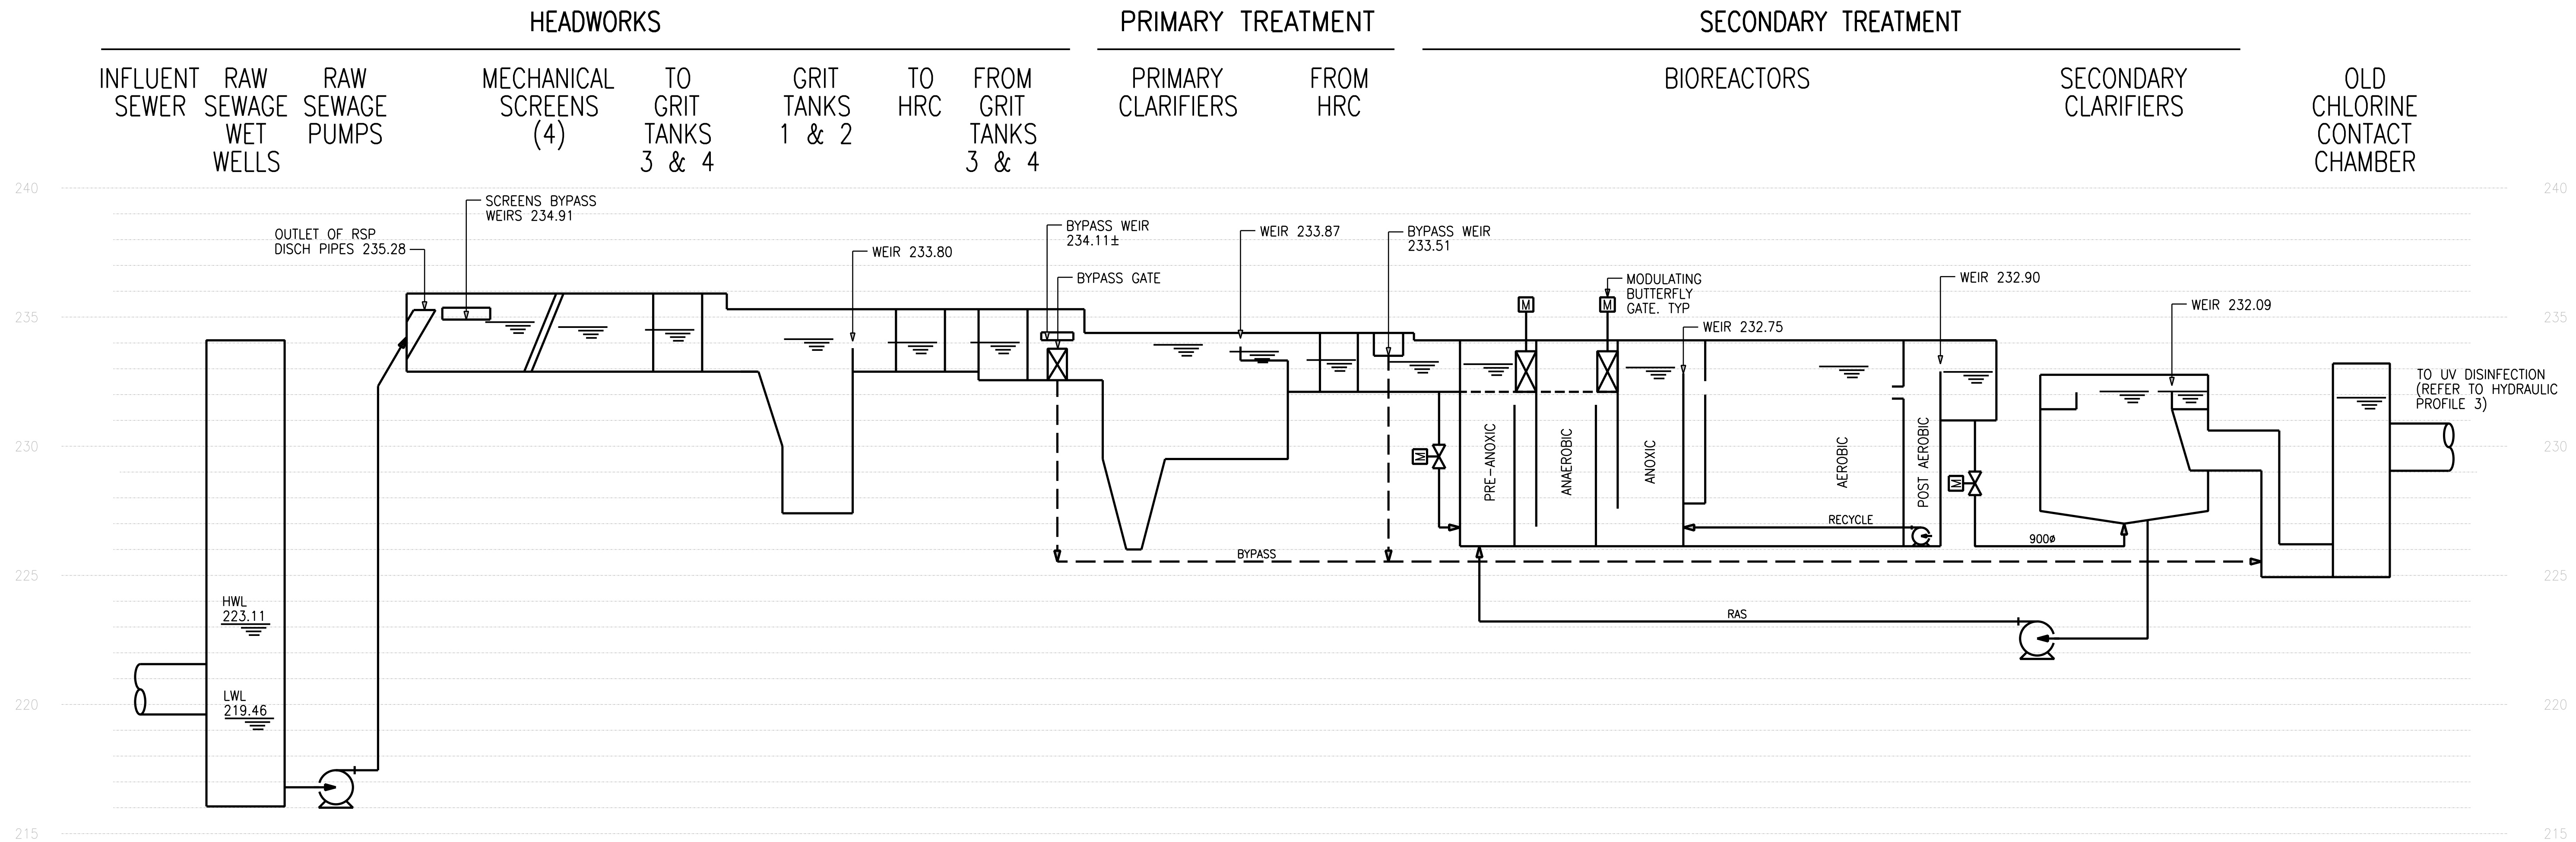 HEADWORKS
PRIMARY TREATMENT
SECONDARY TREATMENT
INFLUENT
SEWER
RAW
SEWAGE
WET
WELLS
RAW
SEWAGE
PUMPS
MECHANICAL
SCREENS
(4)
TO
GRIT
TANKS
3 & 4
GRIT
TANKS
1 & 2
TO
HRC
FROM
GRIT
TANKS
3 & 4
PRIMARY
CLARIFIERS
FROM
HRC
BIOREACTORS
SECONDARY
CLARIFIERS
OLD
CHLORINE
CONTACT
CHAMBER
240
240
SCREENS BYPASS
WEIRS 234.91
OUTLET OF RSP
DISCH PIPES 235.28
WEIR 233.80
BYPASS WEIR
234.11±
BYPASS GATE
WEIR 233.87
BYPASS WEIR
233.51
M
M
MODULATING
BUTTERFLY
GATE. TYP
WEIR 232.75
WEIR 232.90
WEIR 232.09
235
235
TO UV DISINFECTION
(REFER TO HYDRAULIC
PROFILE 3)
230
230
M
PRE-ANOXIC
ANAEROBIC
ANOXIC
AEROBIC
POST AEROBIC
M
RECYCLE
900ø
BYPASS
225
225
HWL
223.11
RAS
LWL
219.46
220
220
215
215